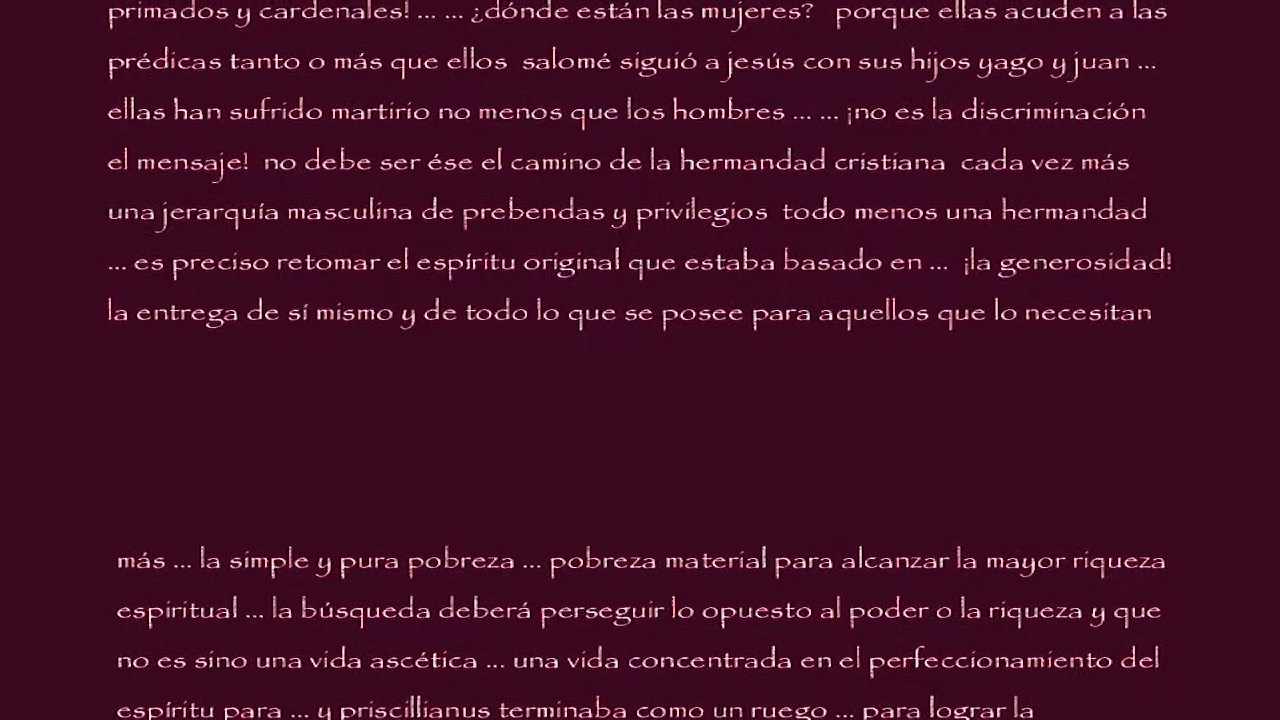 primados y cardenales! ... ... ¿dónde están las mujeres? porque ellas acuden a las
prédicas tanto o más que ellos salomé siguió a jesús con sus hijos yago y juan ...
ellas han sufrido martirio no menos que los hombres ... ... ¡no es la discriminación
el mensaje! no debe ser ése el camino de la hermandad cristiana cada vez más
una jerarquía masculina de prebendas y privilegios todo menos una hermandad
... es preciso retomar el espíritu original que estaba basado en ... ¡la generosidad!
la entrega de sí mismo y de todo lo que se posee para aquellos que lo necesitan
más ... la simple y pura pobreza ... pobreza material para alcanzar la mayor riqueza
espiritual ... la búsqueda deberá perseguir lo opuesto al poder o la riqueza y que
no es sino una vida ascética ... una vida concentrada en el perfeccionamiento del
espíritu para ... y priscillianus terminaba como un ruego ... para lograr la